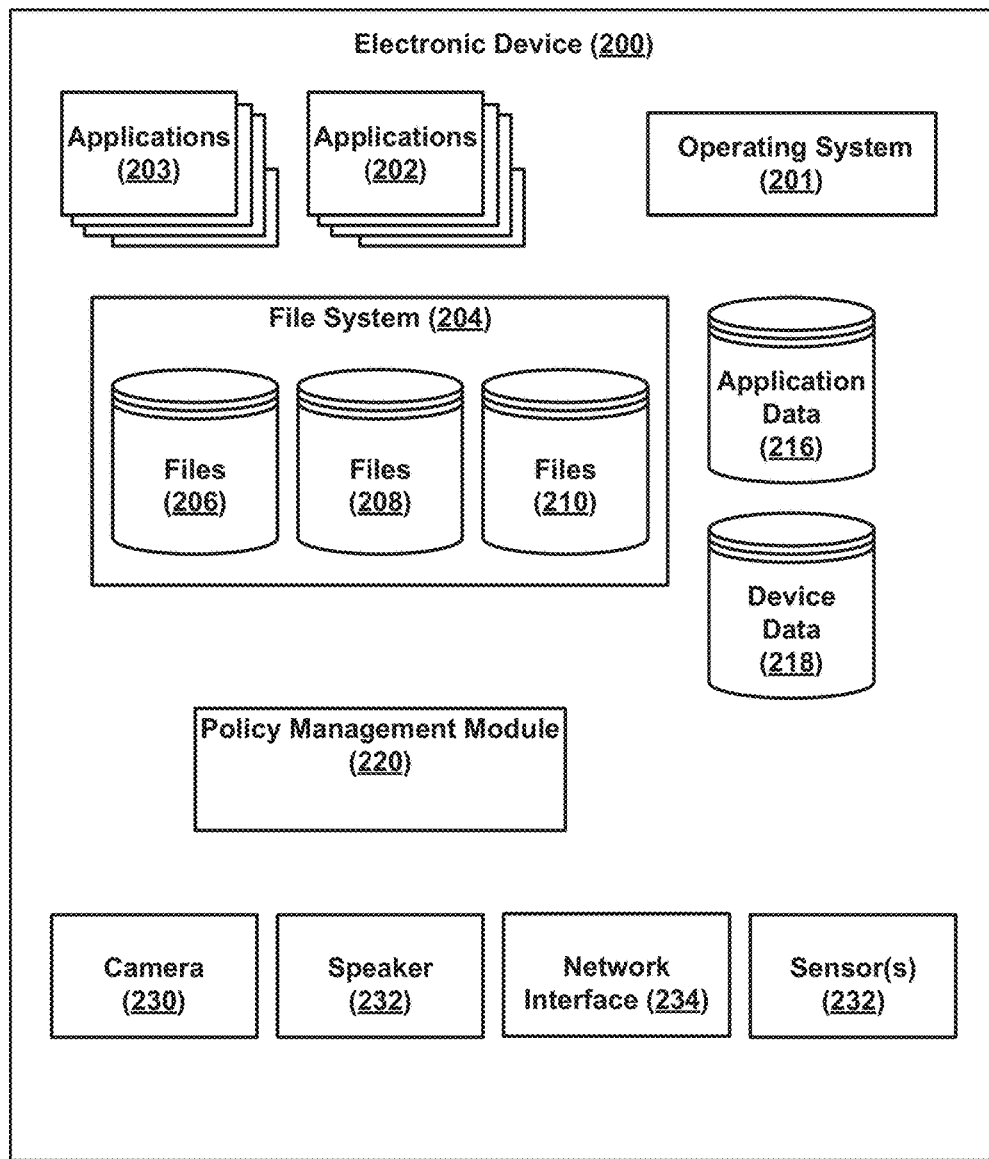 Electronic Device (200)
Applications
(203)
Applications
(202)
Operating System
(201)
File System (204)
Files
(206)
Files
(208)
Files
(210)
Application
Data
(216)
Device
Data
(218)
Policy Management Module
(220)
Camera
(230)
Speaker
(232)
Network
Interface (234)
Sensor(s)
(232)